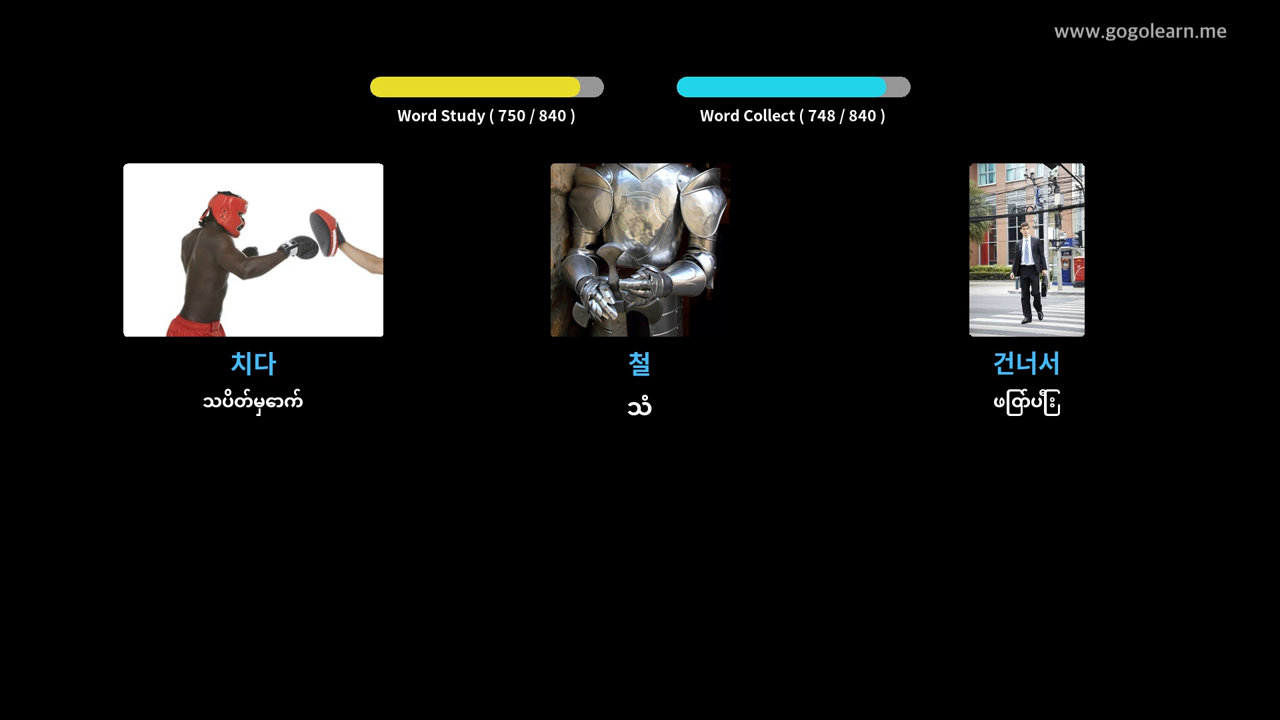 www.gogolearn.me
Word Study ( 750 / 840 )
Word Collect ( 748 / 840 )
치다
သပိတ်မှောက်
철
သံ
건너서
ဖြတ်ပြီး